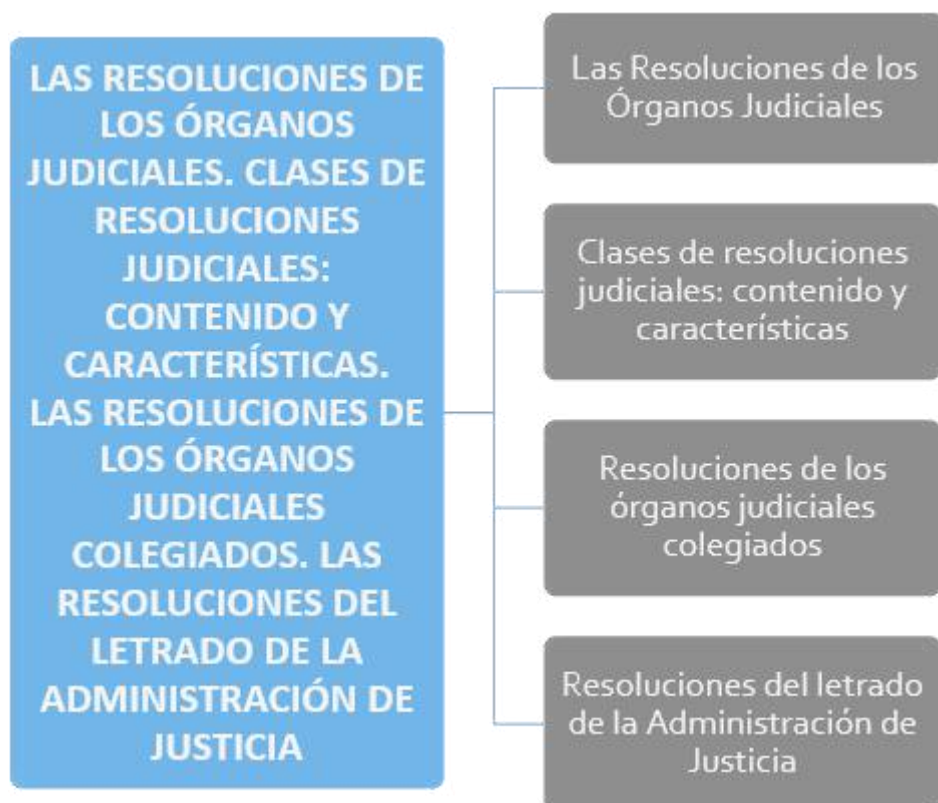 LAS RESOLUCIONES DE
LOS ÓRGANOS
JUDICIALES. CLASES DE
RESOLUCIONES
JUDICIALES:
CONTENIDO Y
CARACTERÍSTICAS.
LAS RESOLUCIONES DE
LOS ÓRGANOS
JUDICIALES
COLEGIADOS. LAS
RESOLUCIONES DEL
LETRADO DE LA
ADMINISTRACIÓN DE
JUSTICIA
Las Resoluciones de los
Órganos Judiciales
Clases de resoluciones
judiciales: contenido y
características
Resoluciones de los
órganos judiciales
colegiados
Resoluciones del letrado
de la Administración de
Justicia